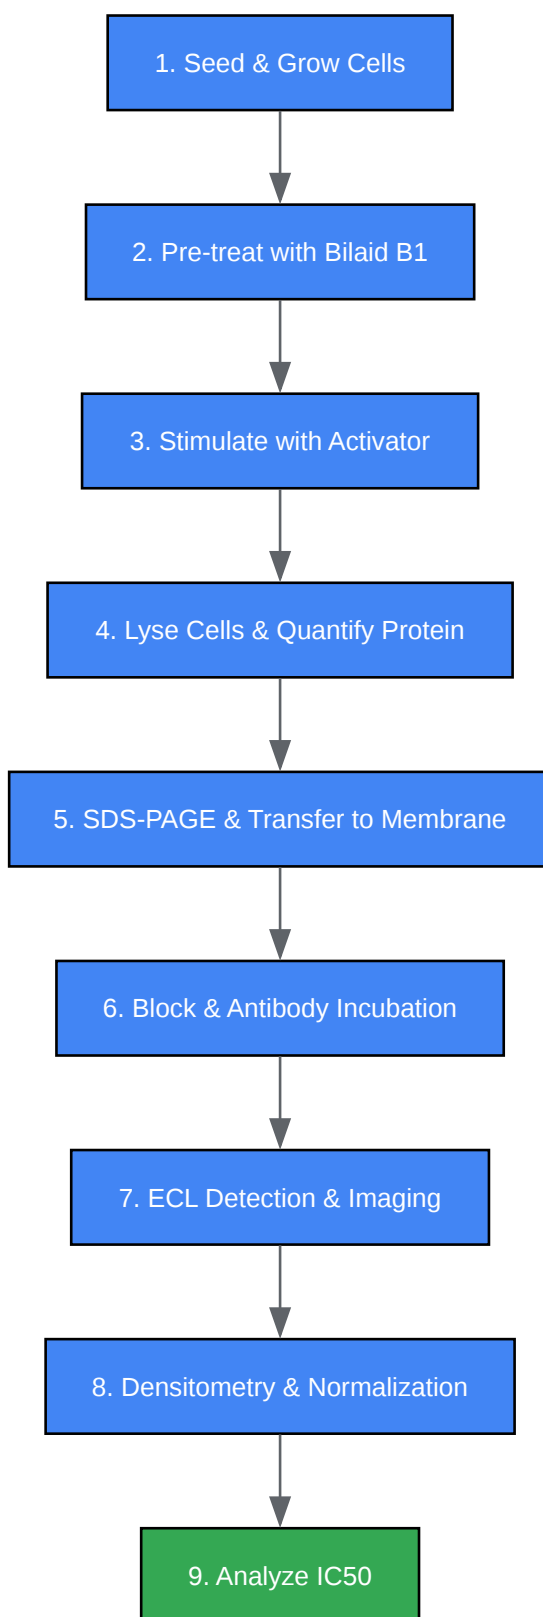 1. Seed & Grow Cells
2. Pre-treat with Bilaid B1
3. Stimulate with Activator
4. Lyse Cells & Quantify Protein
5. SDS-PAGE & Transfer to Membrane
6. Block & Antibody Incubation
7. ECL Detection & Imaging
8. Densitometry & Normalization
9. Analyze IC50